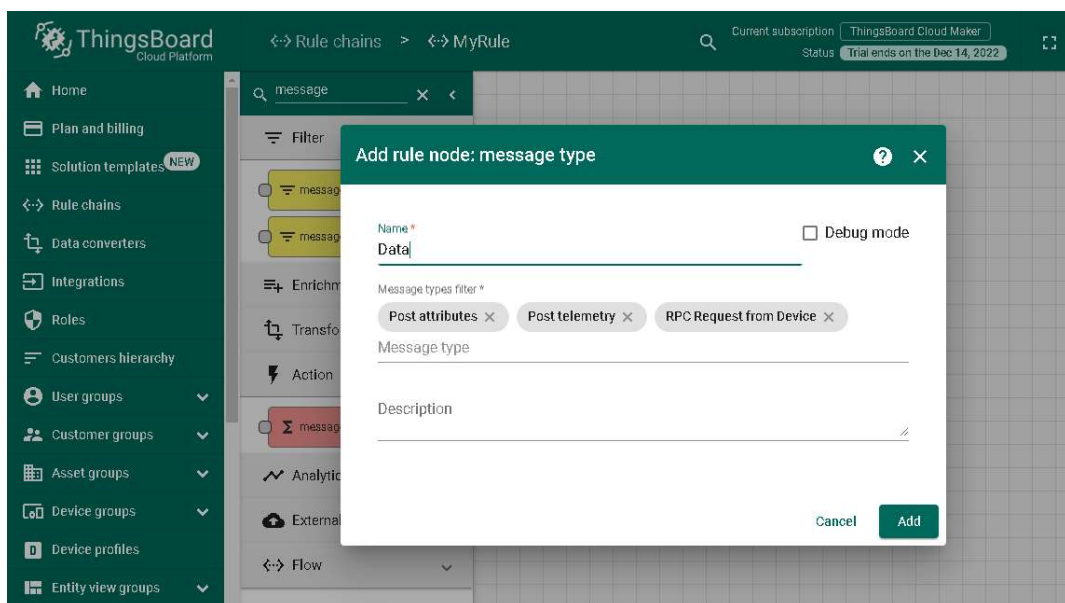 ThingsBoard
Cloud Platform
Rule chains > MyRule
Current subscription ThingsBoard Cloud Maker
Status Trial ends on the Dec 14, 2022
Home
Plan and billing
Solution templates NEW
Rule chains
Data converters
Integrations
Roles
Customers hierarchy
User groups
Customer groups
Asset groups
Device groups
Device profiles
Entity view groups
message
Filter
messag
messag
Enrichm
Transfo
Action
messag
Analytic
External
Flow
Add rule node: message type
Name *
Data
Debug mode
Message types filter *
Post attributes
Post telemetry
RPC Request from Device
Message type
Description
Cancel
Add